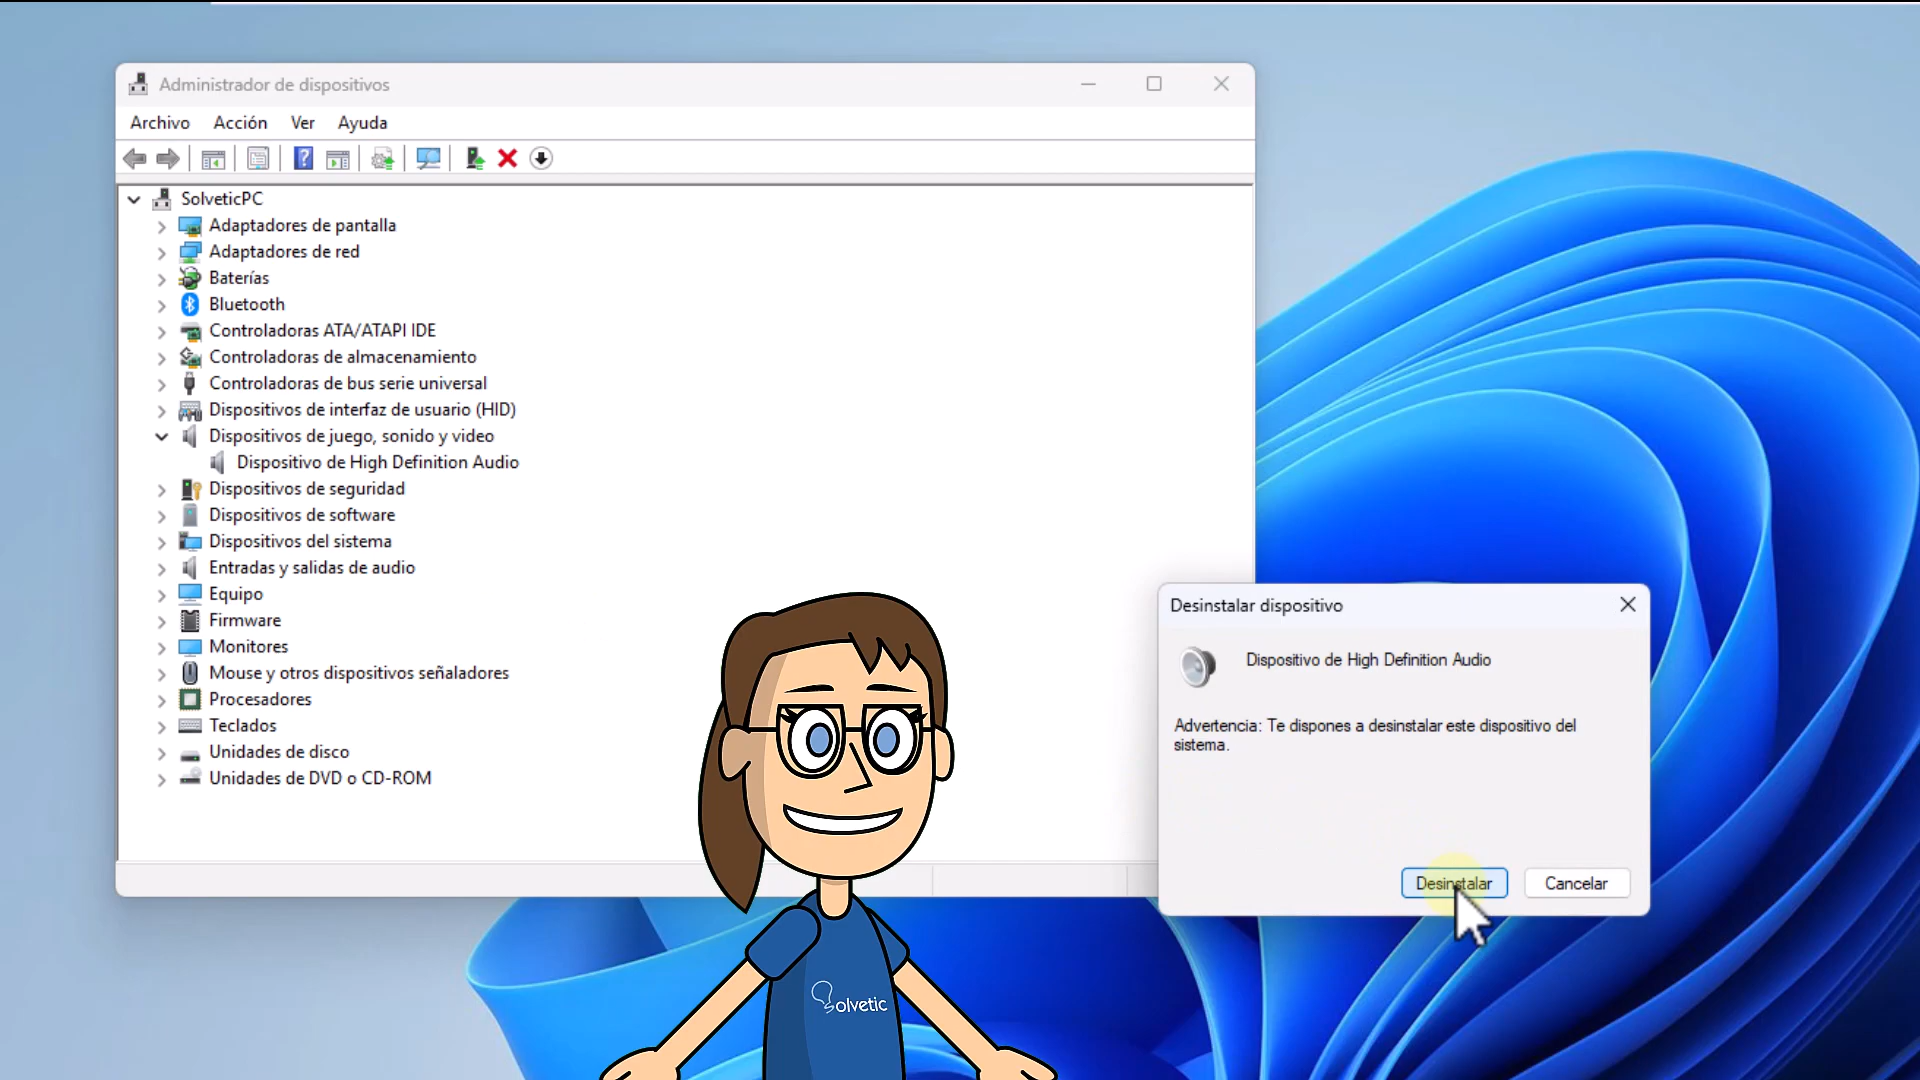 Administrador de dispositivos
Archivo Acción Ver Ayuda
SolveticPC
Adaptadores de pantalla
Adaptadores de red
Baterías
Bluetooth
Controladoras ATA/ATAPI IDE
Controladoras de almacenamiento
Controladoras de bus serie universal
Dispositivos de interfaz de usuario (HID)
Dispositivos de juego, sonido y video
Dispositivo de High Definition Audio
Dispositivos de seguridad
Dispositivos de software
Dispositivos del sistema
Entradas y salidas de audio
Equipo
Firmware
Monitores
Mouse y otros dispositivos señaladores
Procesadores
Teclados
Unidades de disco
Unidades de DVD o CD-ROM
Desinstalar dispositivo
Dispositivo de High Definition Audio
Advertencia: Te dispones a desinstalar este dispositivo del
sistema.
Desinstalar Cancelar
Solvetic